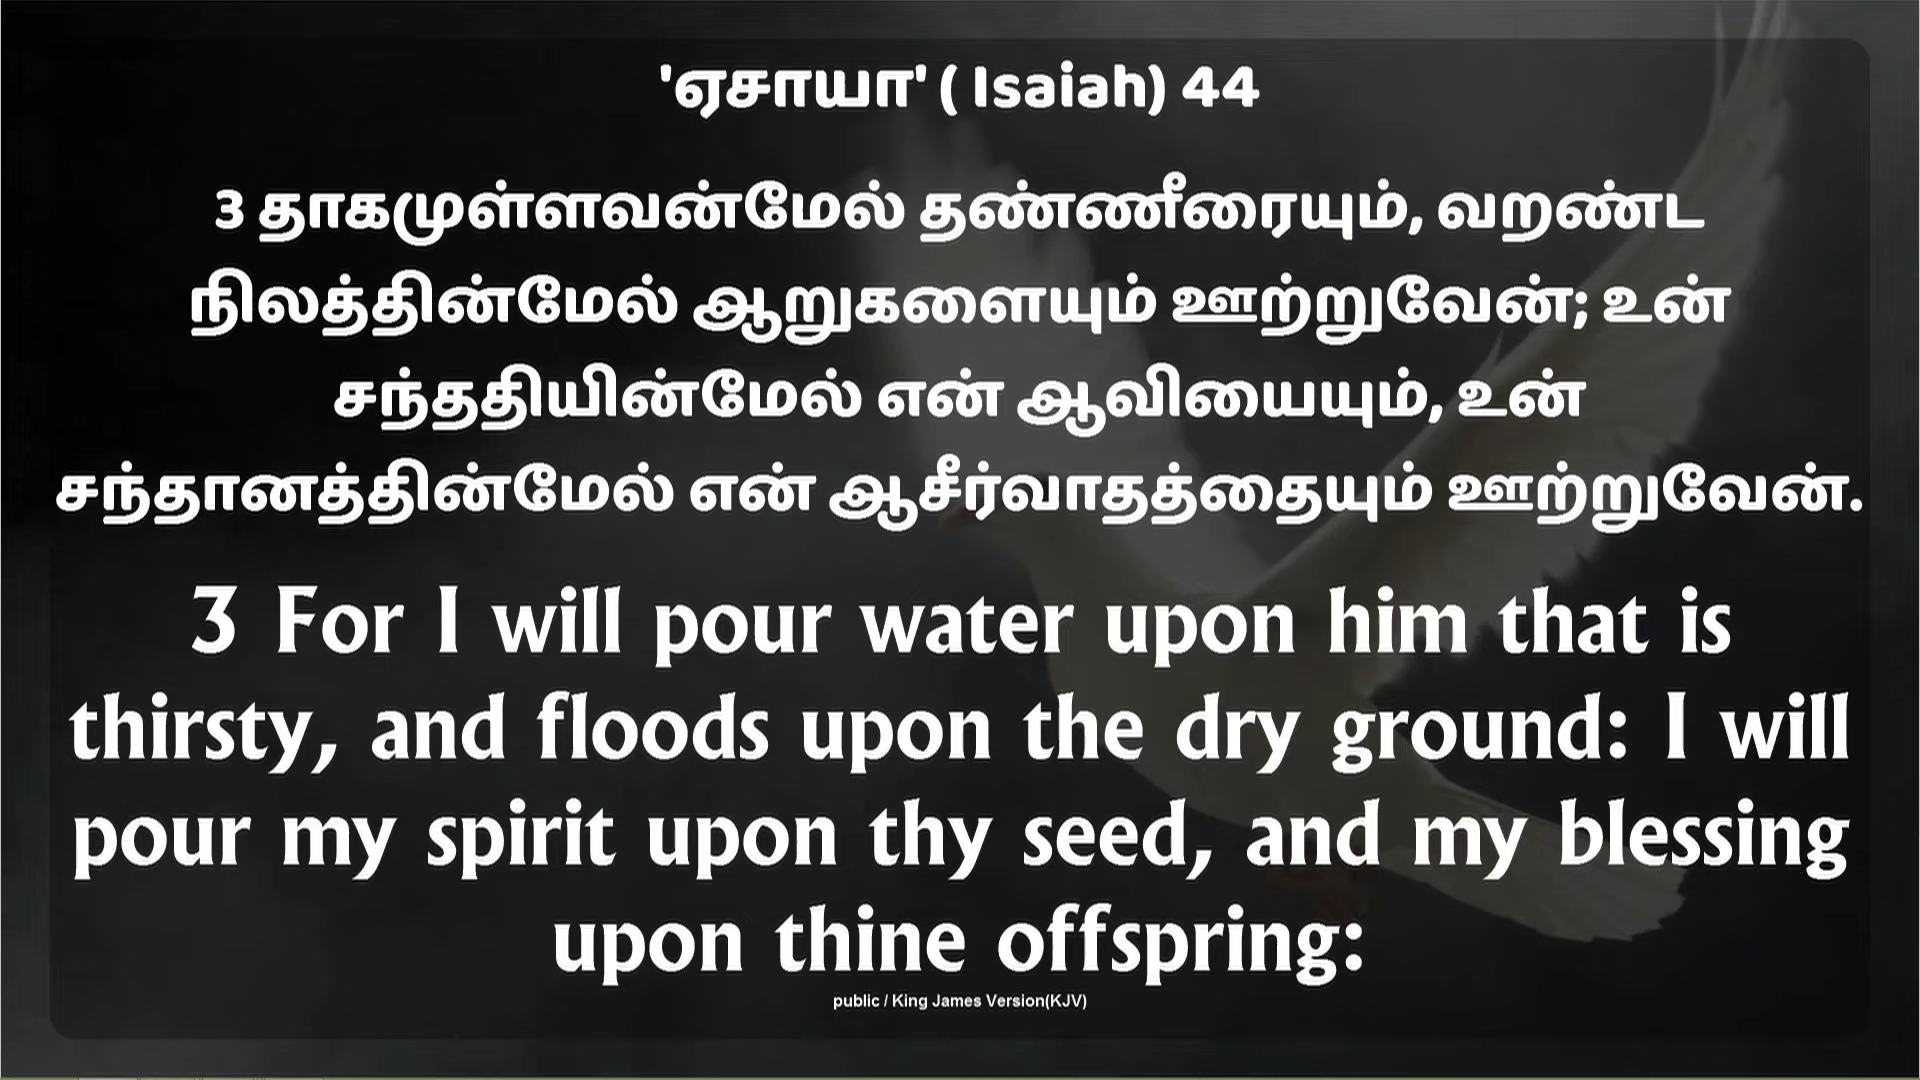 'ஏசாயா' ( Isaiah) 44
3 தாகமுள்ளவன்மேல் தண்ணீரையும், வறண்ட
நிலத்தின்மேல் ஆறுகளையும் ஊற்றுவேன்; உன்
சந்ததியின்மேல் என் ஆவியையும், உன்
சந்தானத்தின்மேல் என் ஆசீர்வாதத்தையும் ஊற்றுவேன்.
3 For I will pour water upon him that is
thirsty, and floods upon the dry ground: I will
pour my spirit upon thy seed, and my blessing
upon thine offspring:
public / King James Version(KJV)